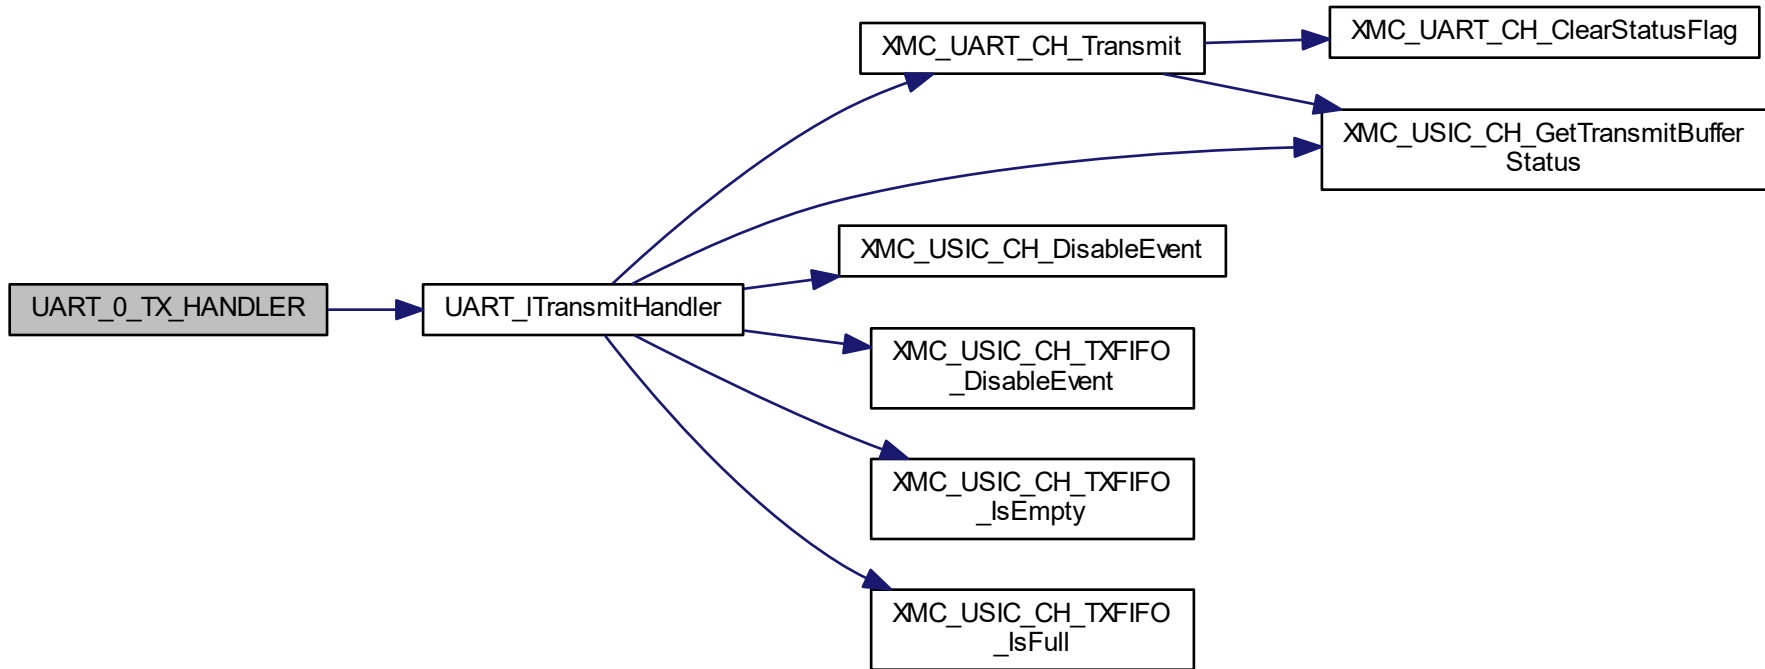 XMC_UART_CH_Transmit
XMC_UART_CH_ClearStatusFlag
XMC_USIC_CH_GetTransmitBuffer
Status
XMC_USIC_CH_DisableEvent
UART_0_TX_HANDLER
UART_lTransmitHandler
XMC_USIC_CH_TXFIFO
_DisableEvent
XMC_USIC_CH_TXFIFO
_IsEmpty
XMC_USIC_CH_TXFIFO
_IsFull